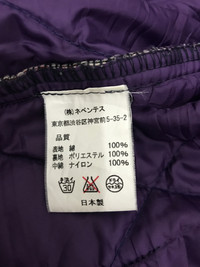 (株)ネペンテス
東京都渋谷区神宮前5-35-2
品質
表地 綿 100%
裏地 ポリエステル 100%
中綿 ナイロン 100%
30
日本製